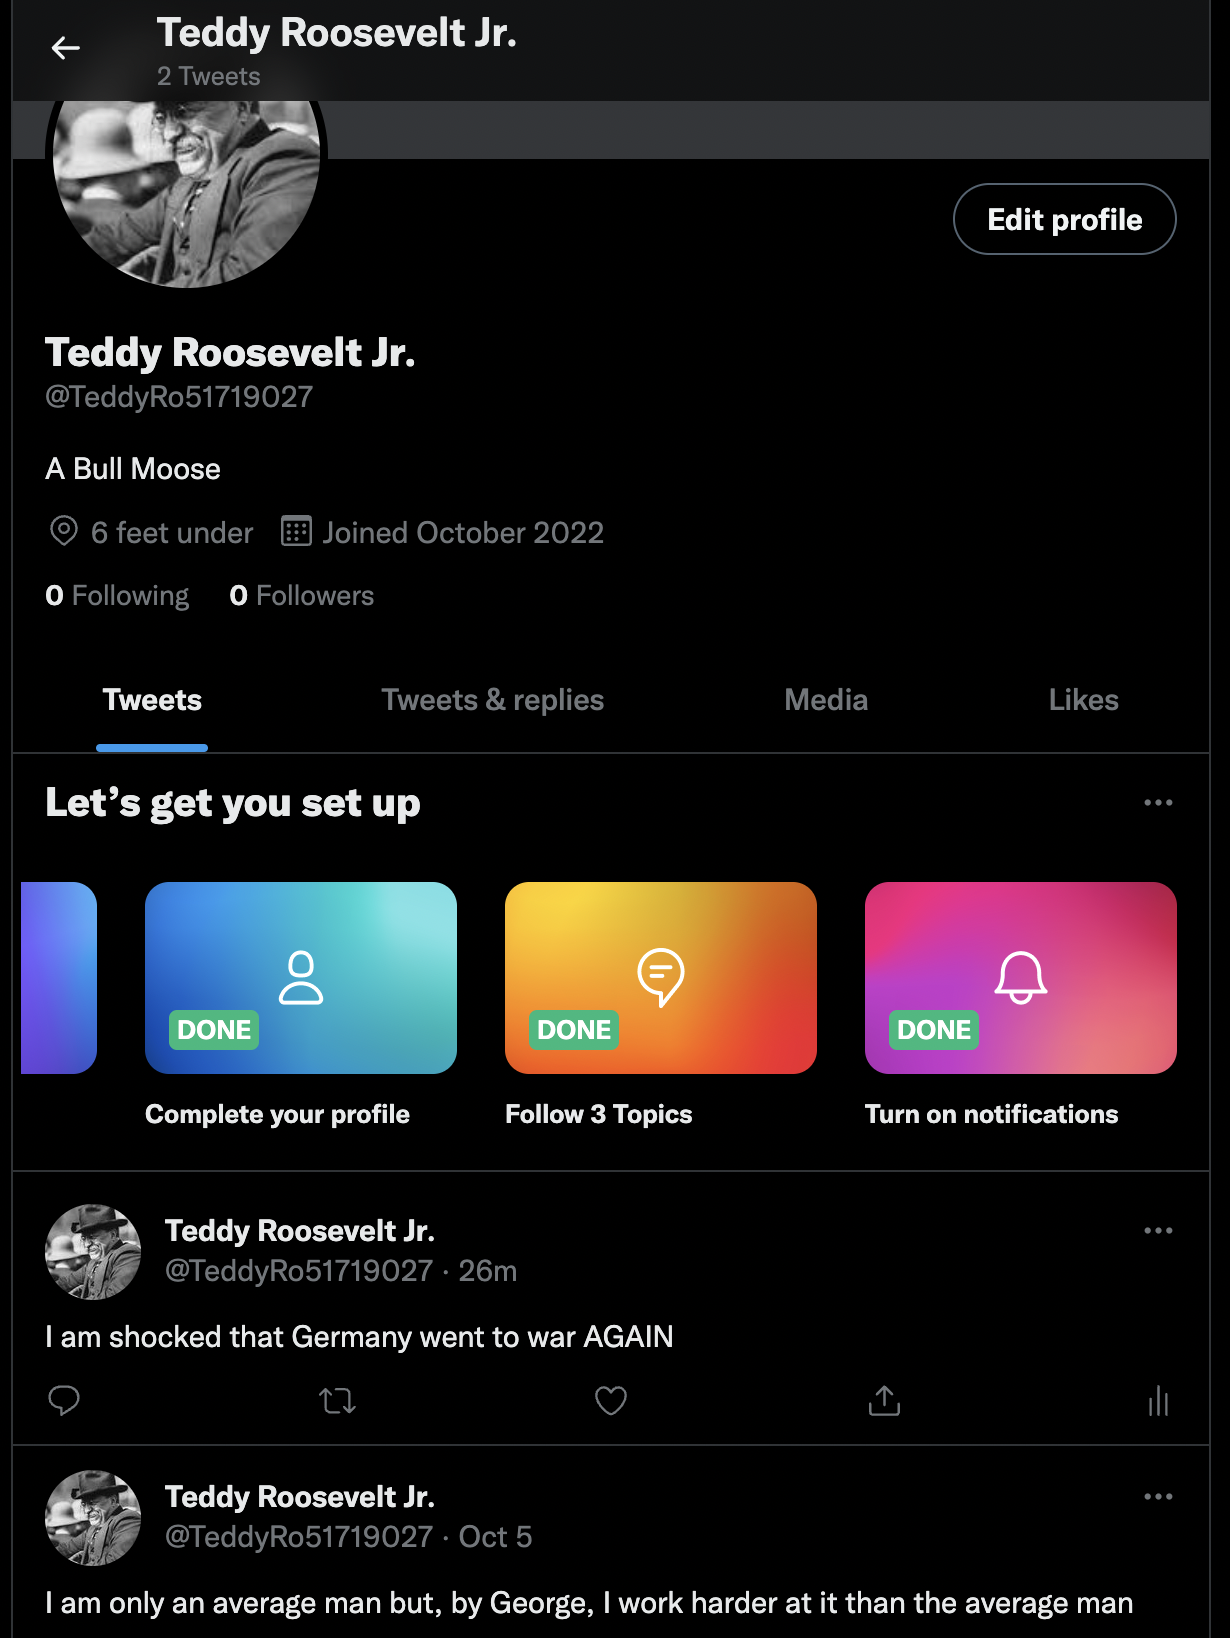 Teddy Roosevelt Jr.
2 Tweets
Edit profile
Teddy Roosevelt Jr.
@TeddyRo51719027
A Bull Moose
6 feet under Joined October 2022
0 Following 0 Followers
Tweets Tweets & replies Media Likes
Let’s get you set up
DONE DONE DONE
Complete your profile Follow 3 Topics Turn on notifications
Teddy Roosevelt Jr.
@TeddyRo51719027 · 26m
I am shocked that Germany went to war AGAIN
Teddy Roosevelt Jr.
@TeddyRo51719027 · Oct 5
I am only an average man but, by George, I work harder at it than the average man